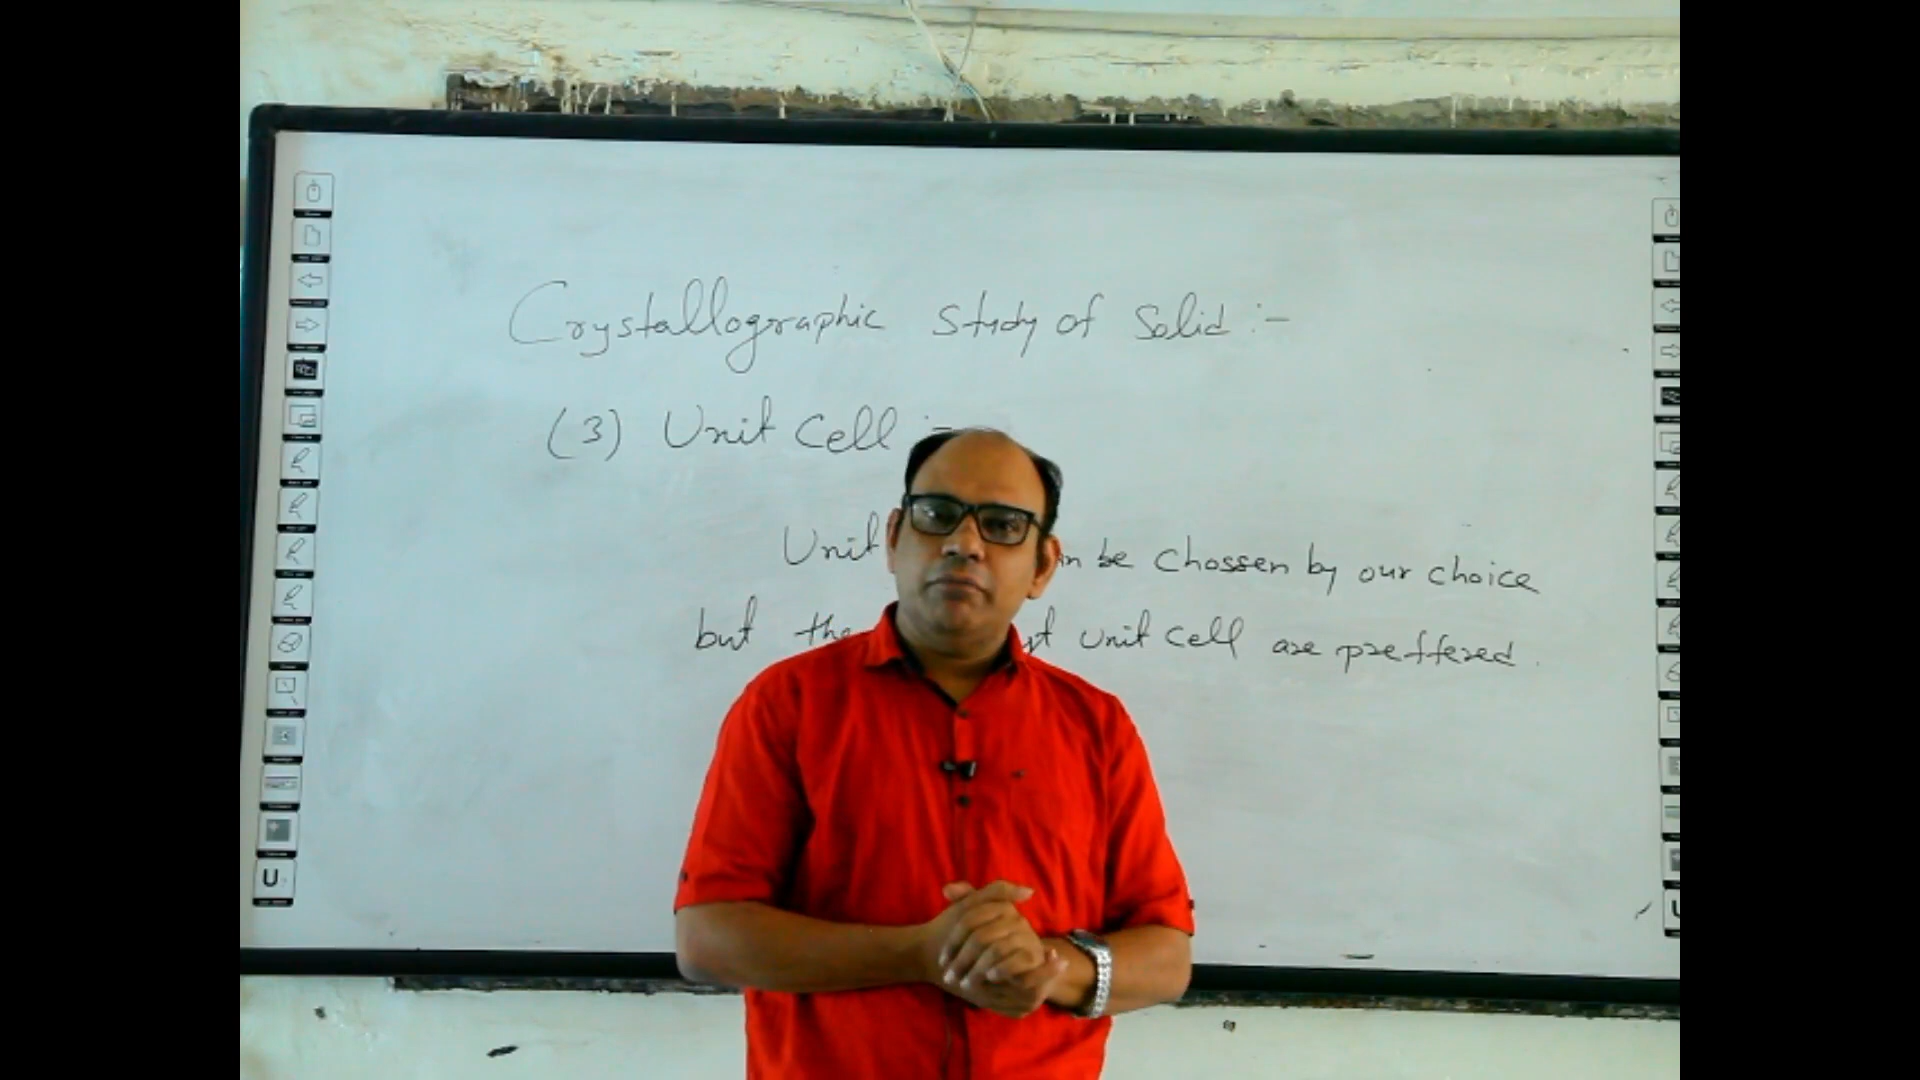 Crystallographic Study of Solid :-
(3) Unit Cell :-
Unit be chossen by our choice
but the unit cell are preffered.
U